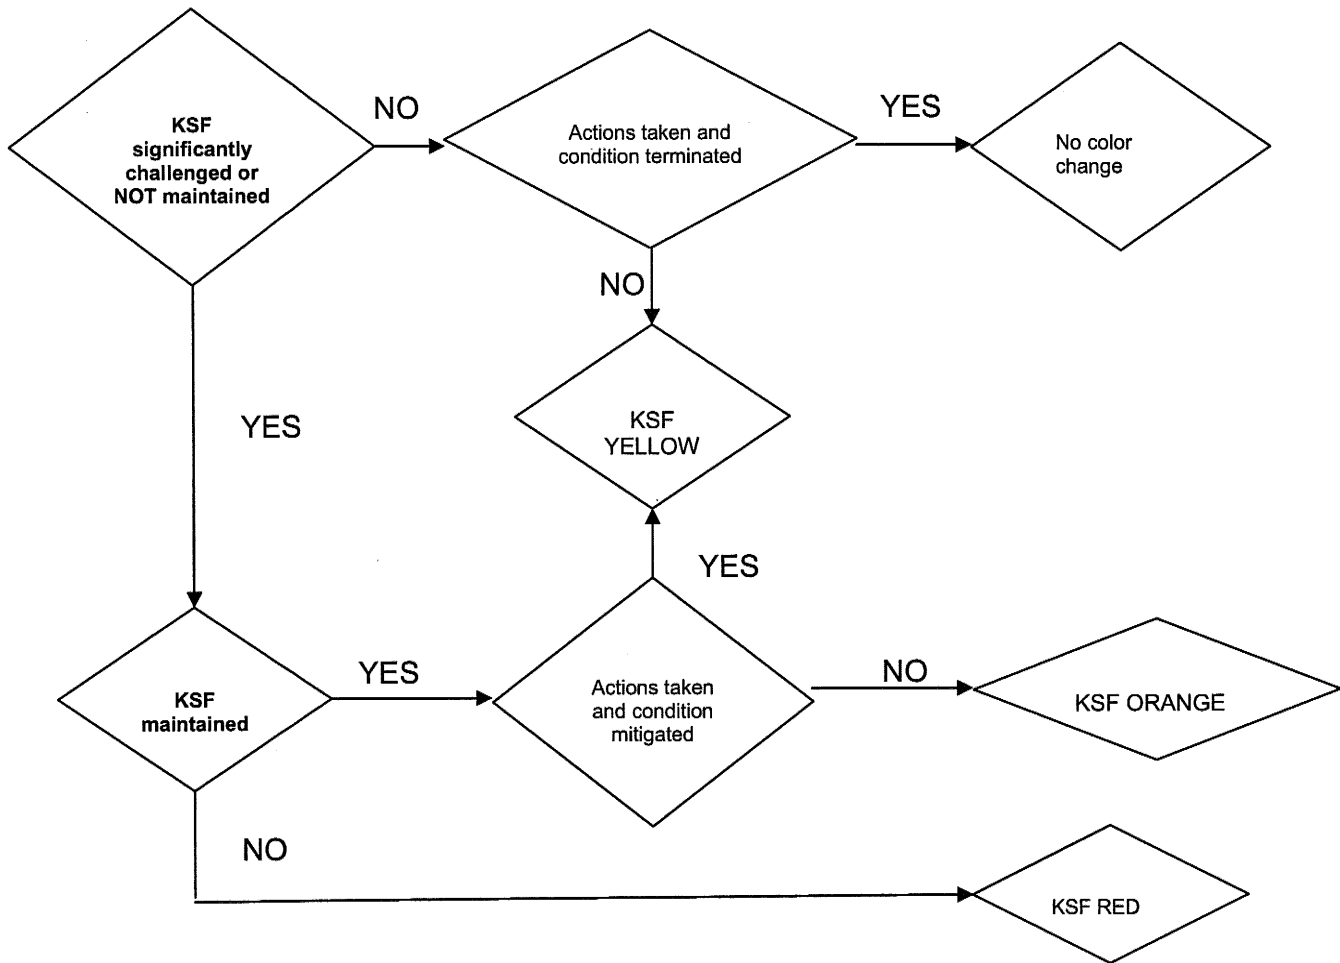 KSF
significantly
challenged or
NOT maintained
NO
Actions taken and
condition terminated
YES
No color
change
NO
KSF
YELLOW
YES
YES
KSF
maintained
YES
Actions taken
and condition
mitigated
NO
KSF ORANGE
NO
KSF RED